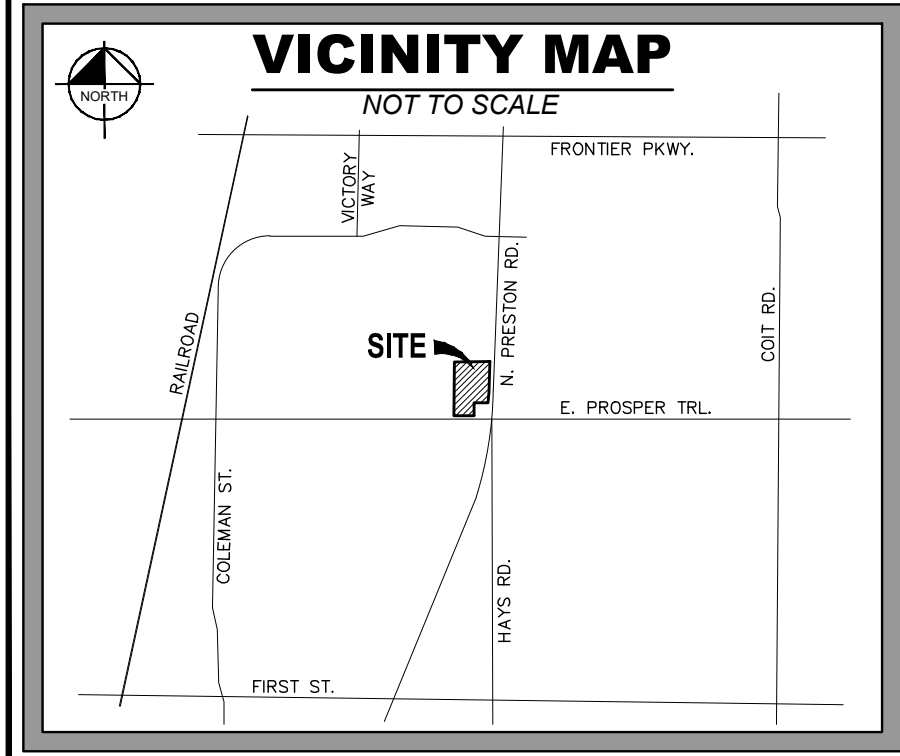 VICINITY MAP
NOT TO SCALE
NORTH
FRONTIER PKWY.
VICTORY
WAY
N. PRESTON RD.
COIT RD.
RAILROAD
SITE
E. PROSPER TRL.
COLEMAN ST.
HAYS RD.
FIRST ST.